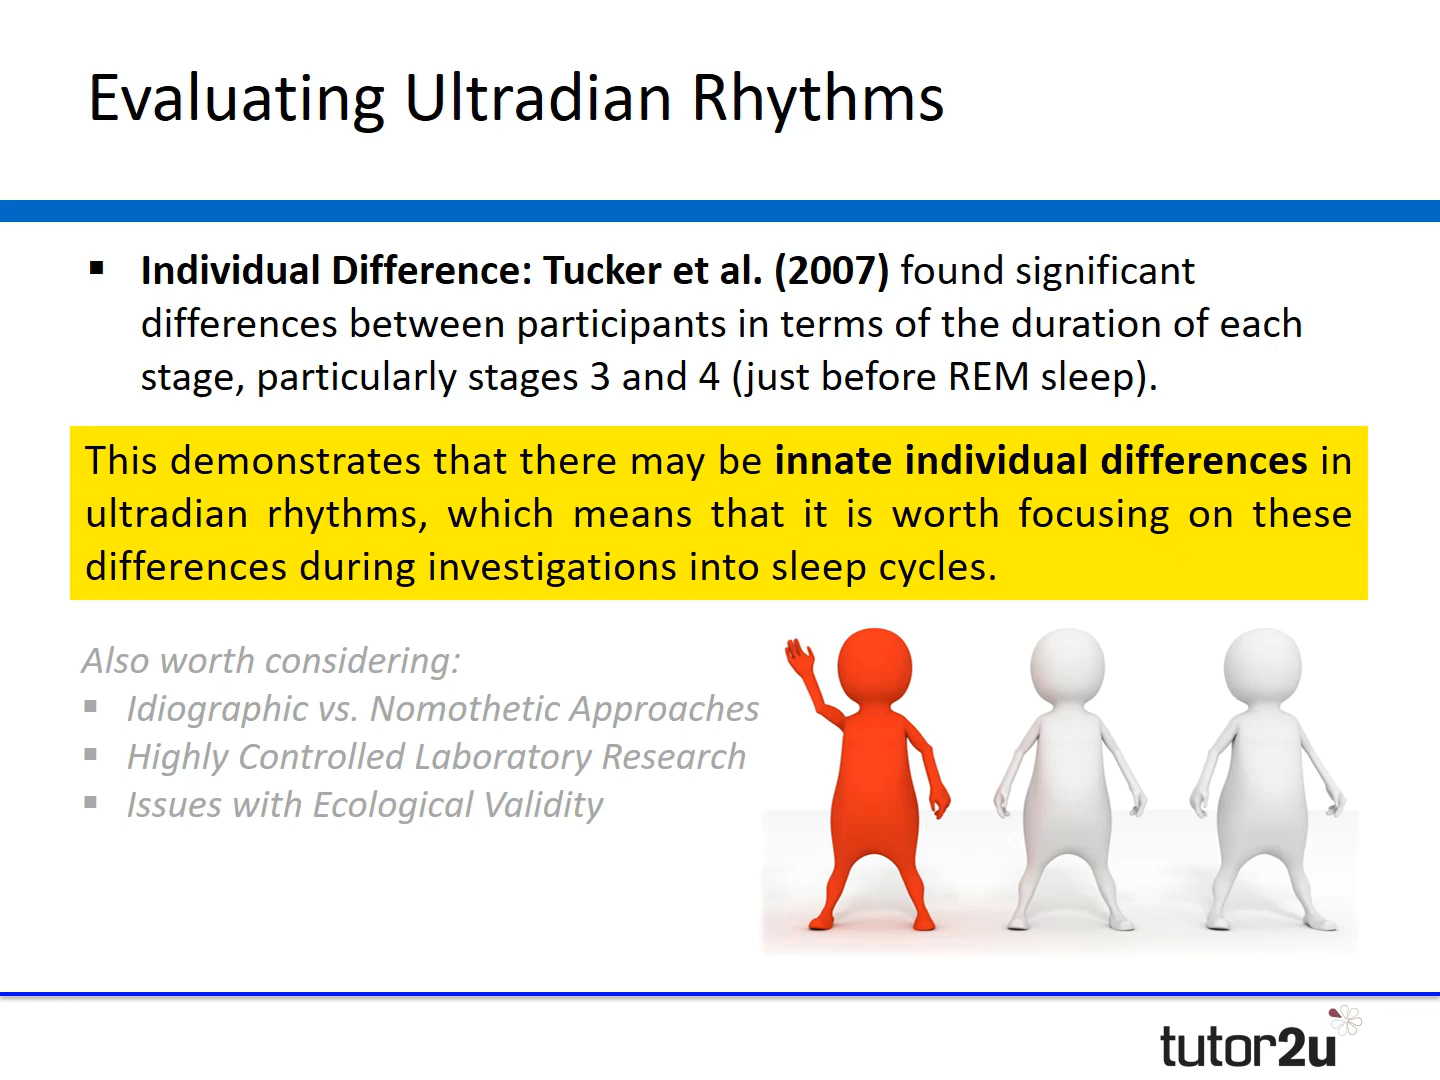 Evaluating Ultradian Rhythms
▪ Individual Difference: Tucker et al. (2007) found significant
differences between participants in terms of the duration of each
stage, particularly stages 3 and 4 (just before REM sleep).
This demonstrates that there may be innate individual differences in
ultradian rhythms, which means that it is worth focusing on these
differences during investigations into sleep cycles.
Also worth considering:
▪ Idiographic vs. Nomothetic Approaches
▪ Highly Controlled Laboratory Research
▪ Issues with Ecological Validity
tutor2u